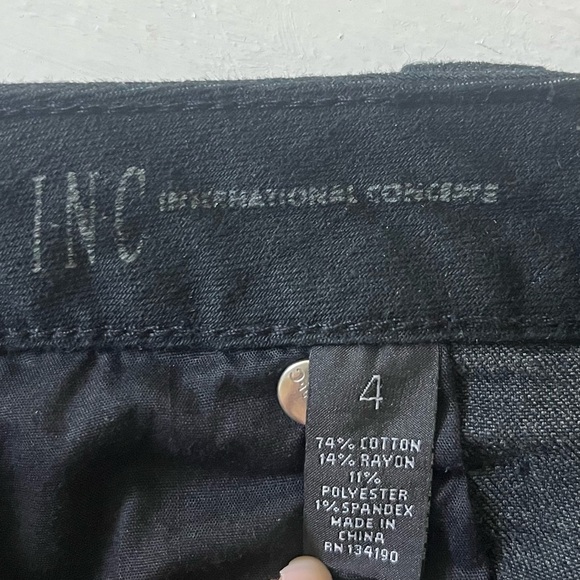 I·N·C INTERNATIONAL CONCEPTS
4
74% COTTON
14% RAYON
11%
POLYESTER
1% SPANDEX
MADE IN
CHINA
RN 134190